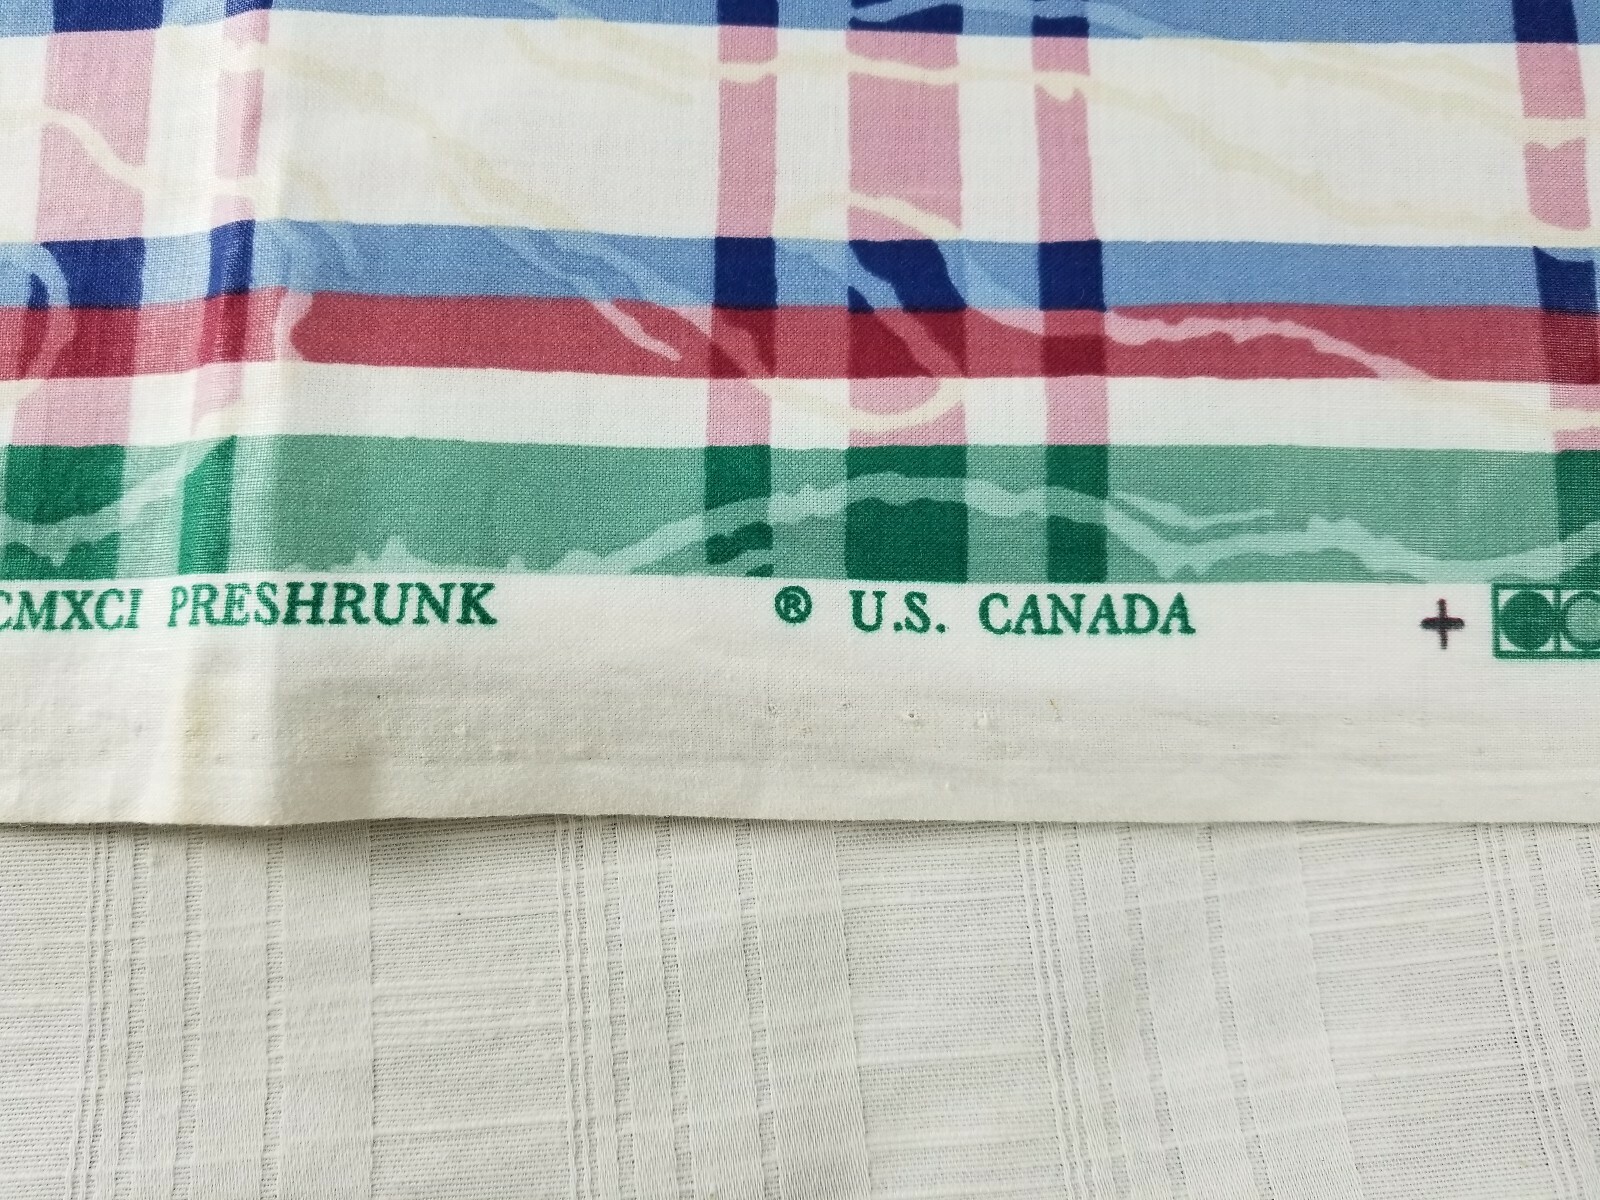 CMXCI PRESHRUNK ® U.S. CANADA +